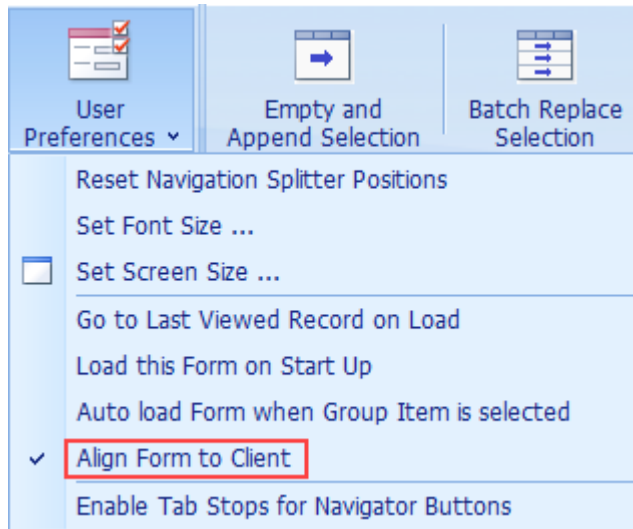 User
Preferences
Empty and
Append Selection
Batch Replace
Selection
Reset Navigation Splitter Positions
Set Font Size ...
Set Screen Size ...
Go to Last Viewed Record on Load
Load this Form on Start Up
Auto load Form when Group Item is selected
Align Form to Client
Enable Tab Stops for Navigator Buttons